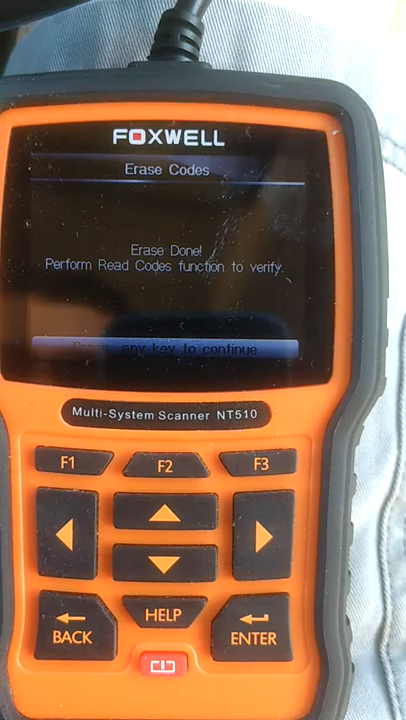 FOXWELL
Erase Codes
Erase Done!
Perform Read Codes function to verify.
any key to continue
Multi-System Scanner NT510
F1 F2 F3
HELP
BACK ENTER